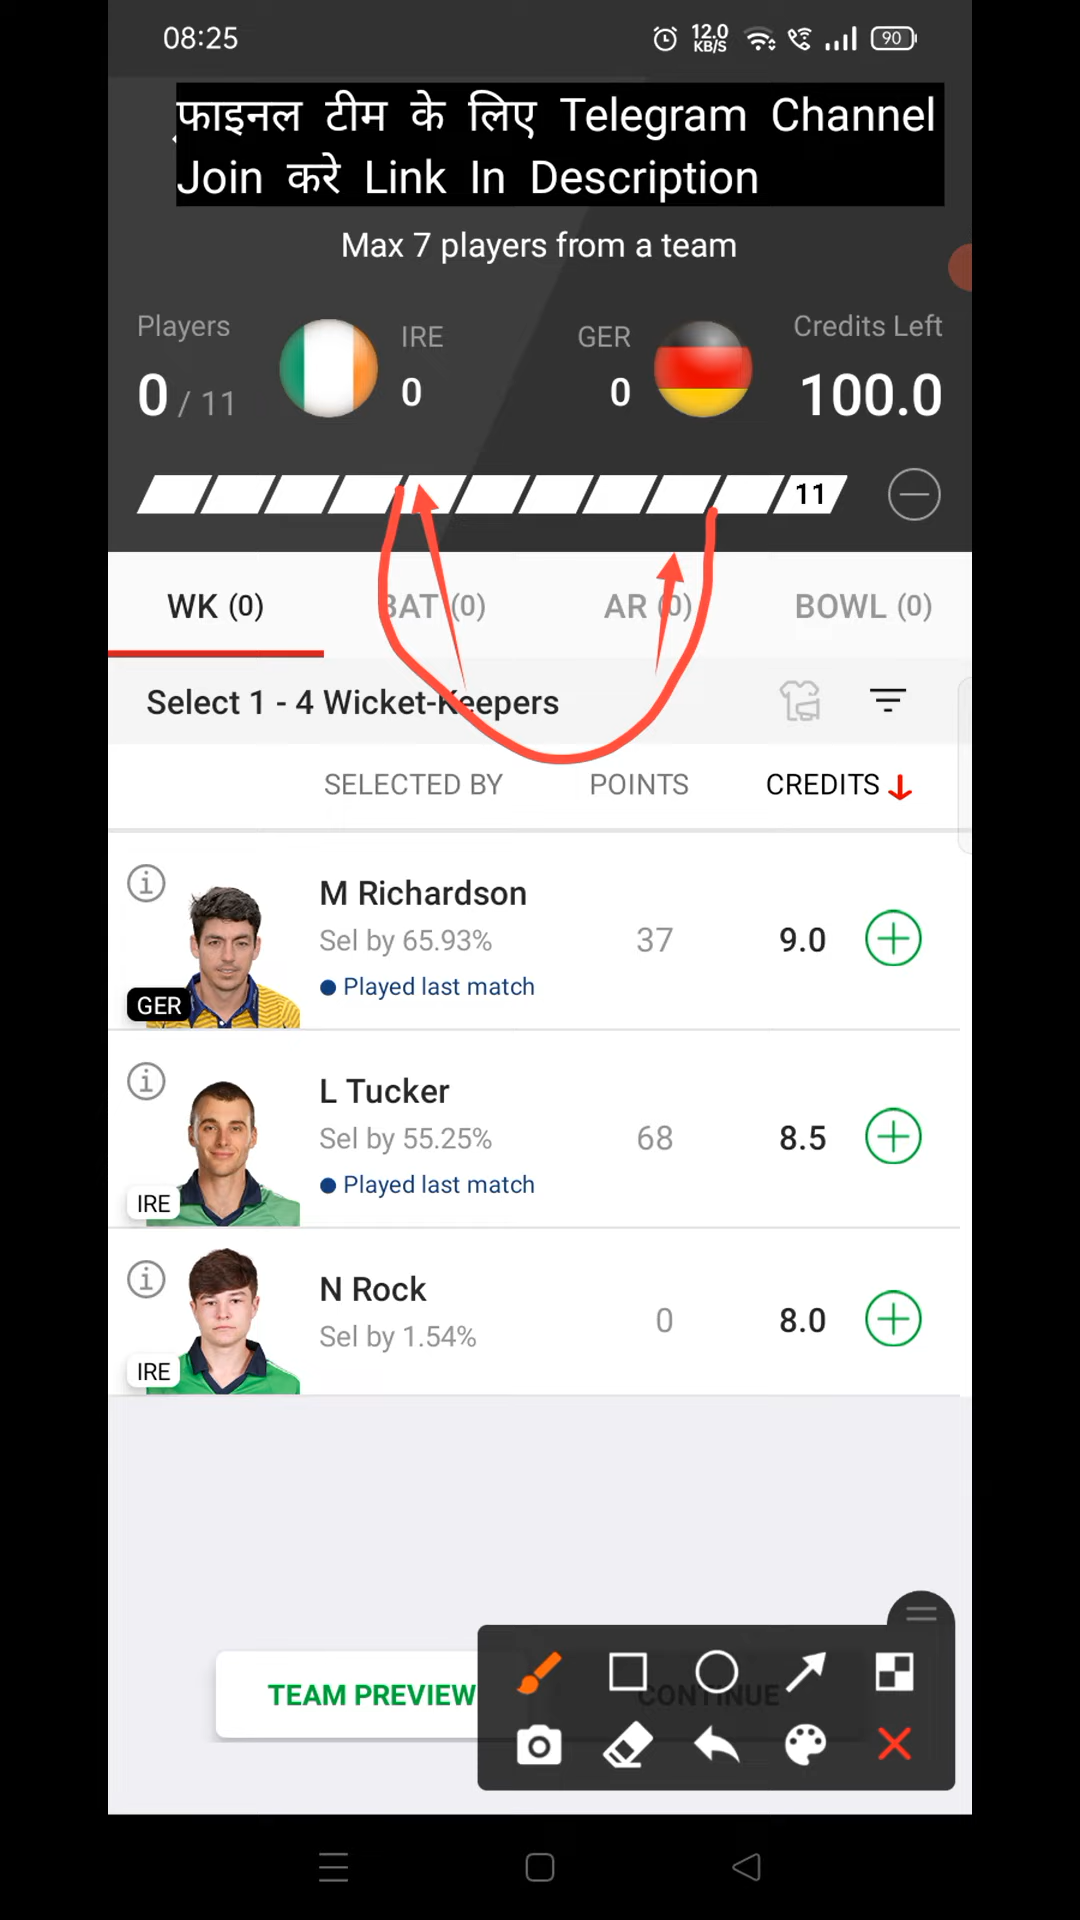 08:25
12.0
KB/S
90
फाइनल टीम के लिए Telegram Channel
Join करे Link In Description
Max 7 players from a team
Players
IRE
GER
Credits Left
0 / 11
0
0
100.0
11
WK (0)
BAT (0)
AR (0)
BOWL (0)
Select 1 - 4 Wicket-Keepers
SELECTED BY
POINTS
CREDITS
M Richardson
Sel by 65.93%
37
9.0
Played last match
GER
L Tucker
Sel by 55.25%
68
8.5
Played last match
IRE
N Rock
Sel by 1.54%
0
8.0
IRE
TEAM PREVIEW
CONTINUE